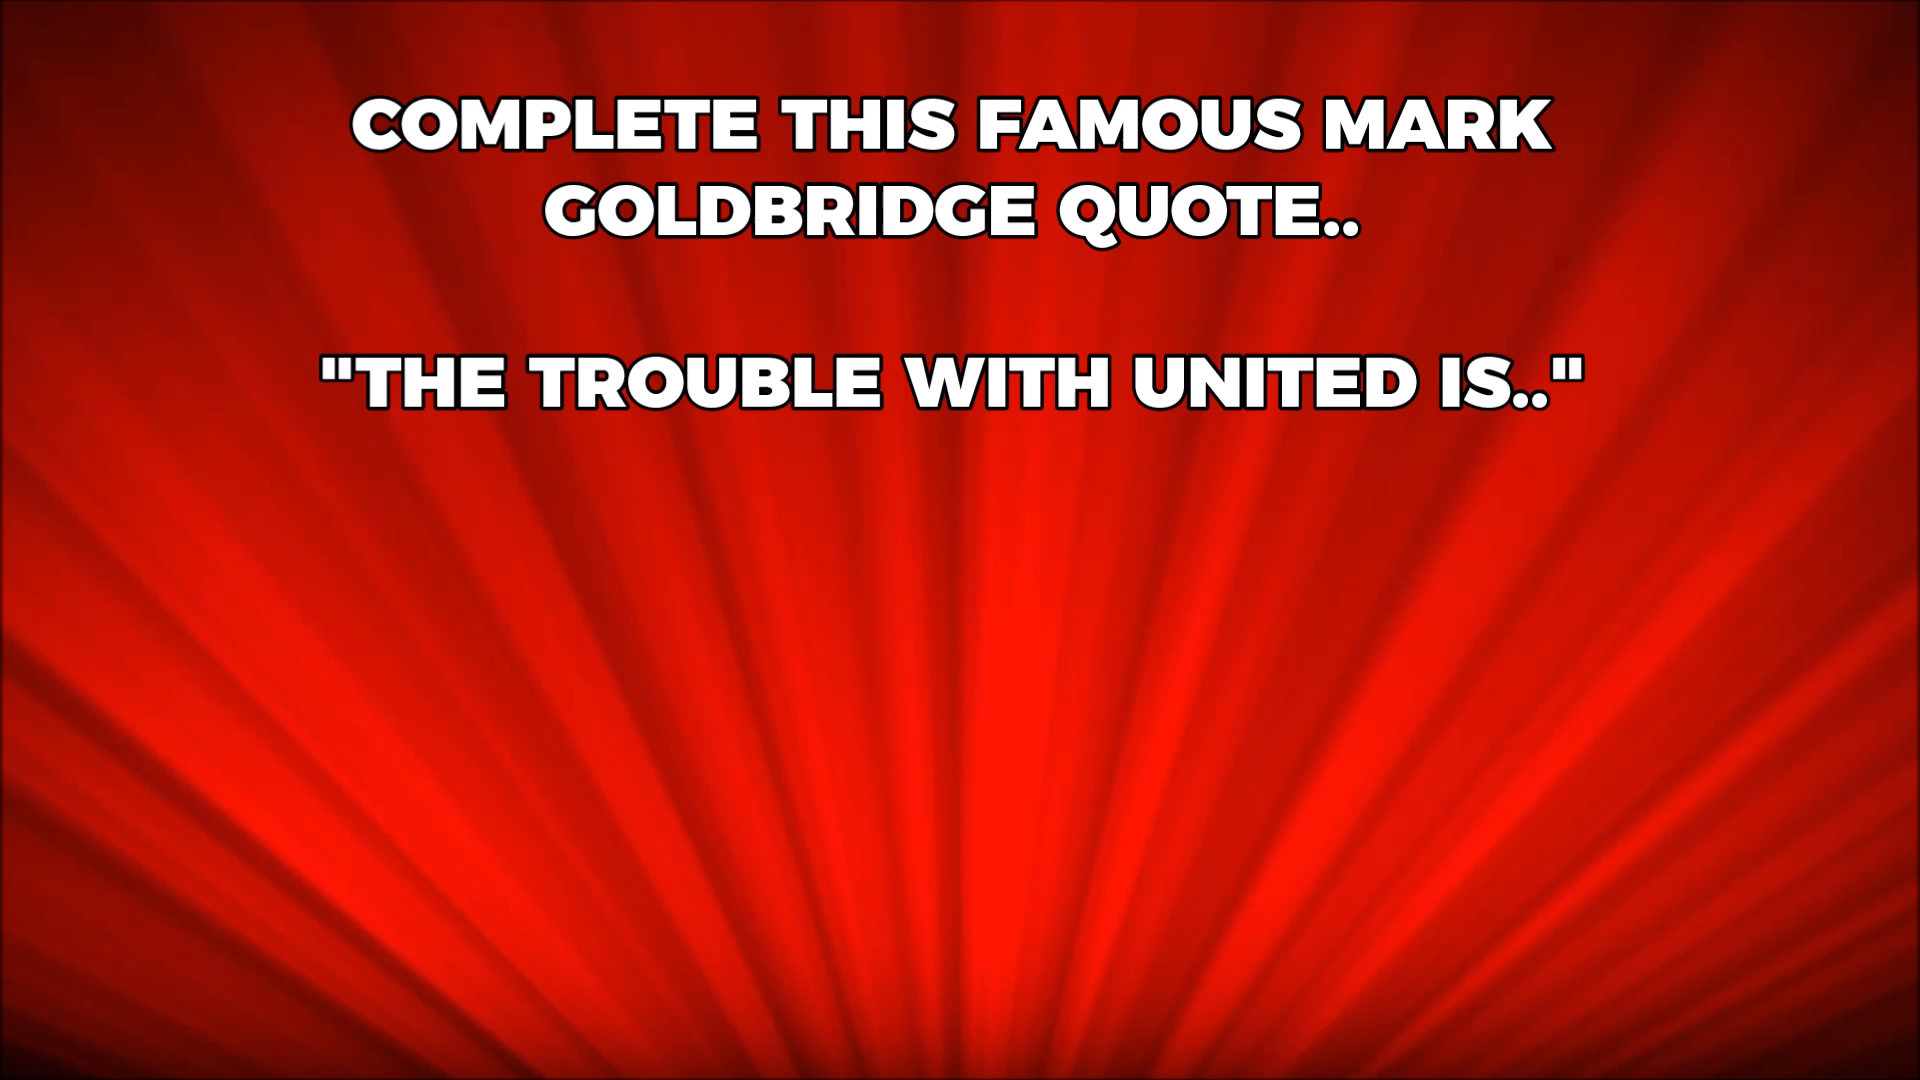 COMPLETE THIS FAMOUS MARK
GOLDBRIDGE QUOTE..
"THE TROUBLE WITH UNITED IS.."